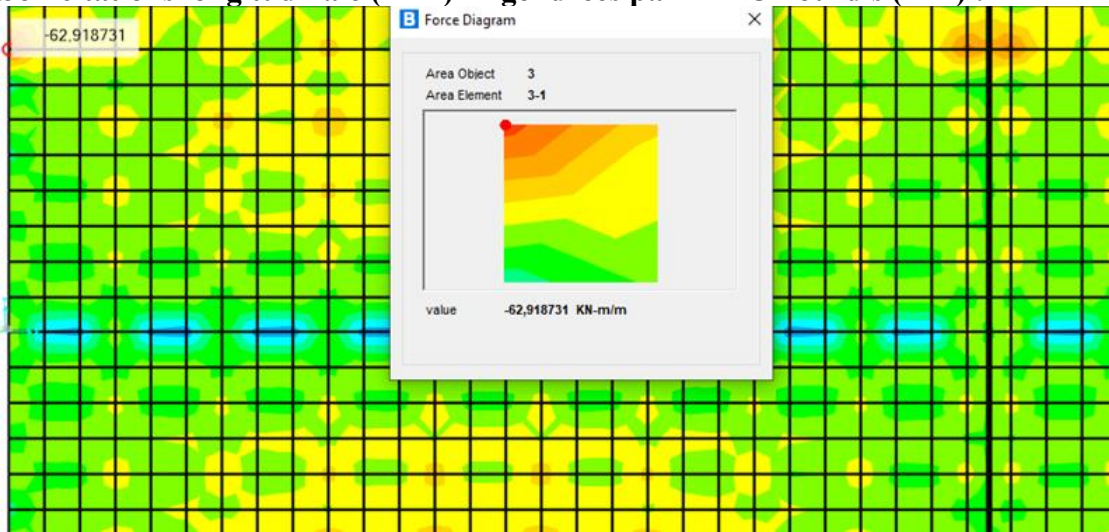 -62,918731
Force Diagram
Area Object 3
Area Element 3-1
value -62,918731 KN-m/m